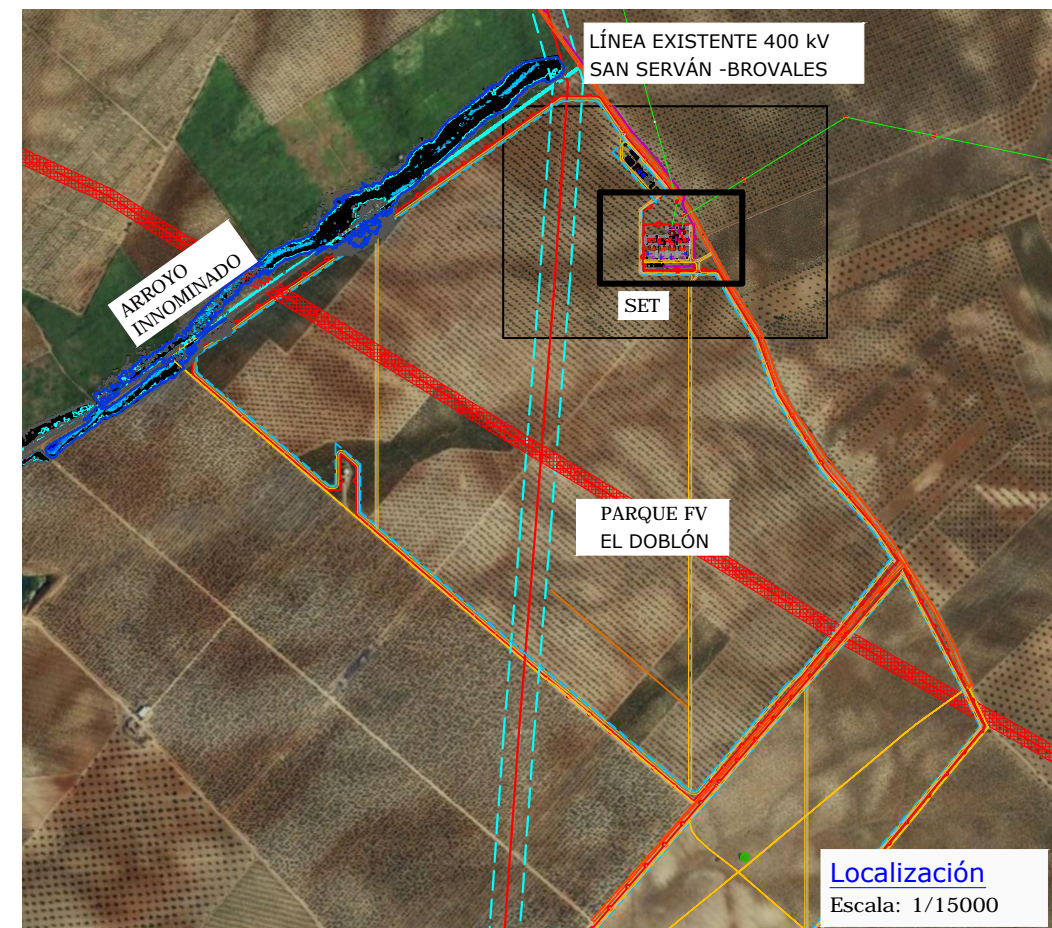 LÍNEA EXISTENTE 400 kV
SAN SERVÁN -BROVALES
ARROYO
INNOMINADO
SET
PARQUE FV
EL DOBLÓN
Localización
Escala: 1/15000